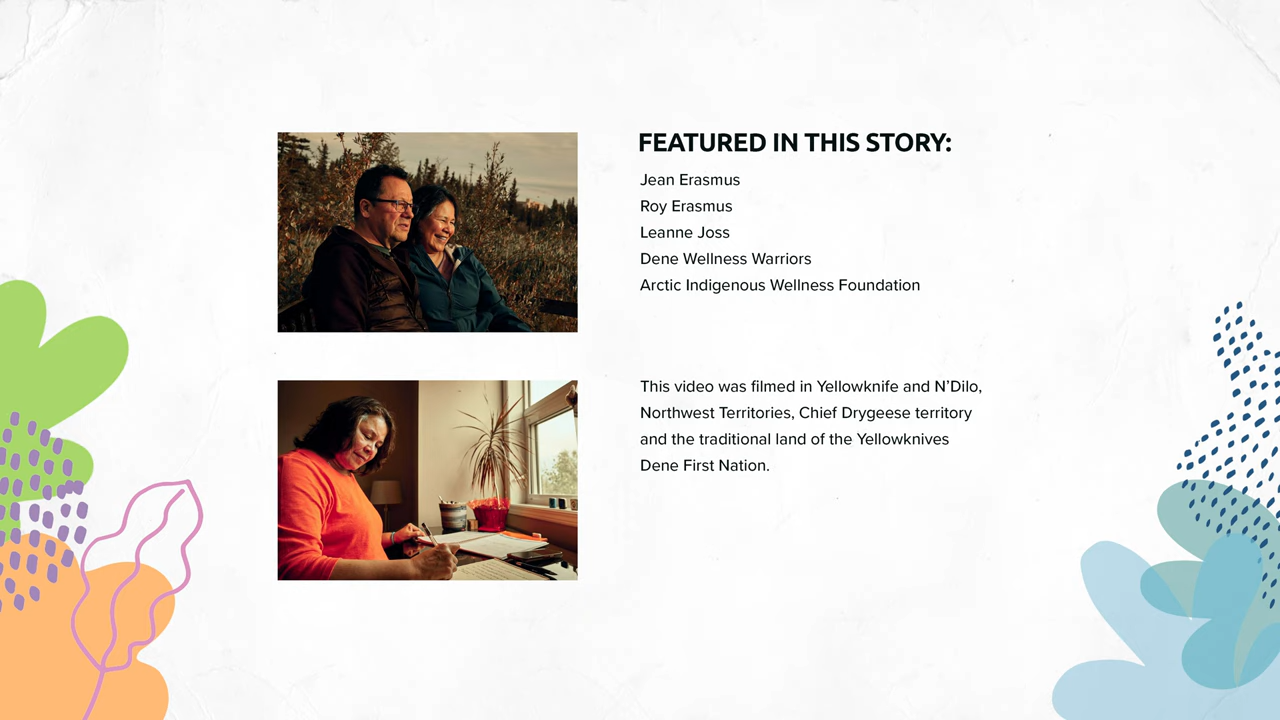 FEATURED IN THIS STORY:
Jean Erasmus
Roy Erasmus
Leanne Joss
Dene Wellness Warriors
Arctic Indigenous Wellness Foundation
This video was filmed in Yellowknife and N’Dilo,
Northwest Territories, Chief Drygeese territory
and the traditional land of the Yellowknives
Dene First Nation.